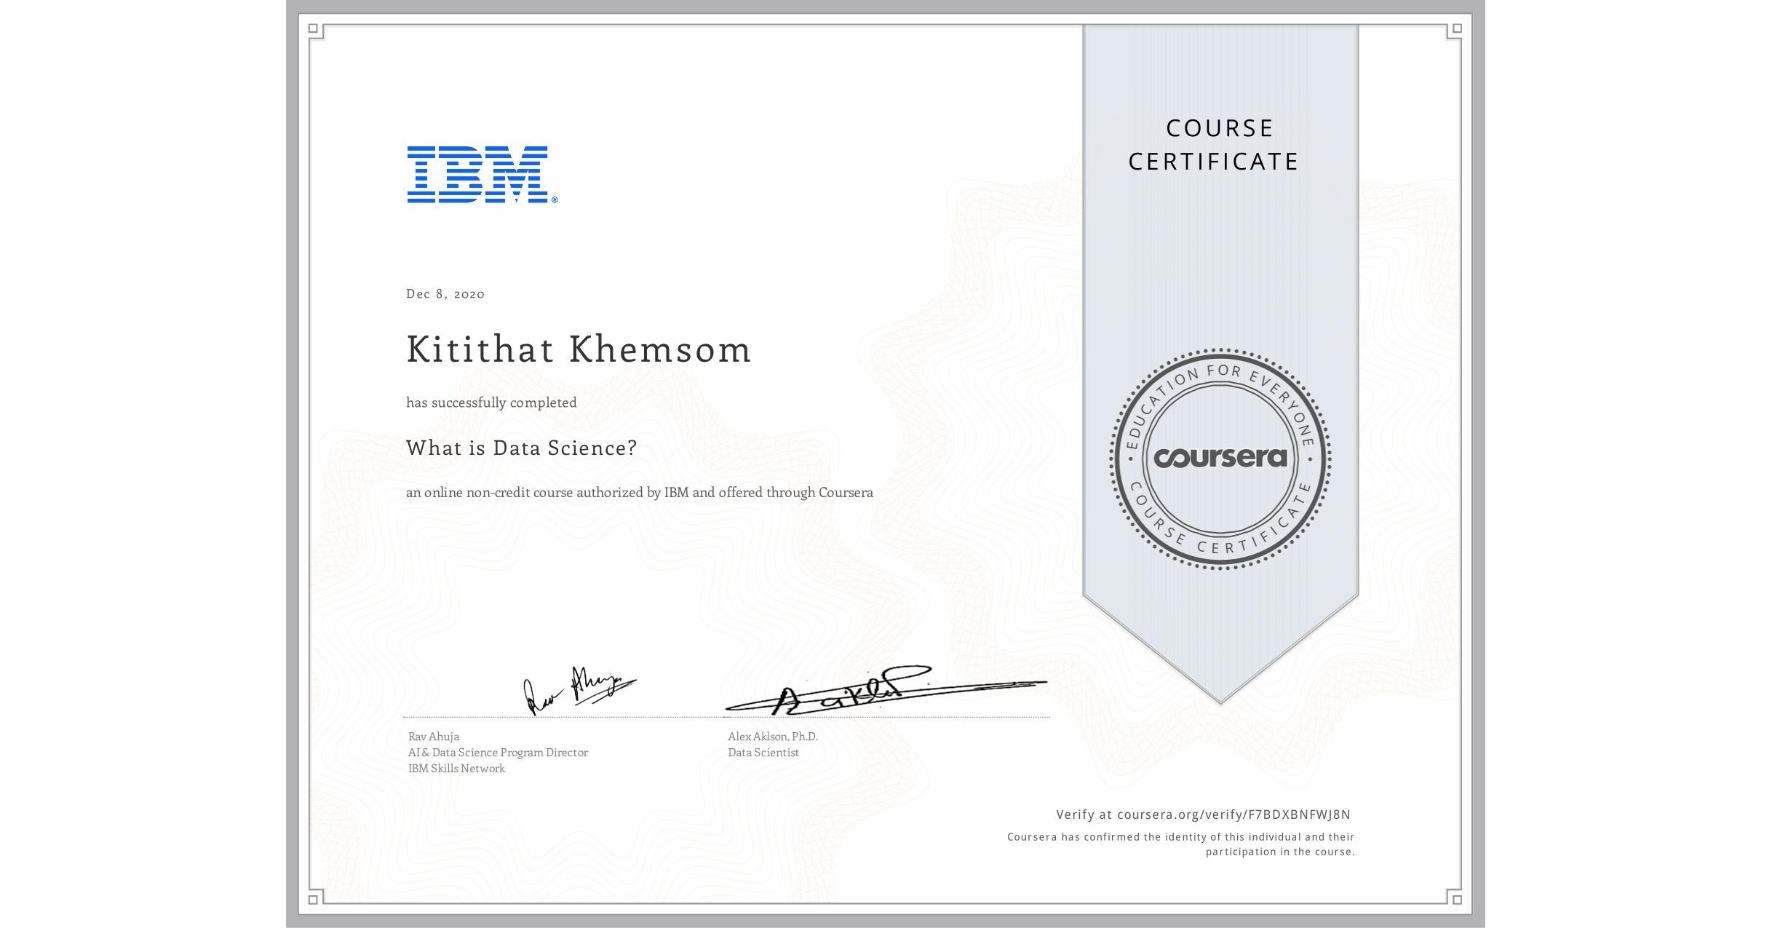 COURSE
CERTIFICATE
IBM®
Dec 8, 2020
Kitithat Khemsom
has successfully completed
What is Data Science?
an online non-credit course authorized by IBM and offered through Coursera
EDUCATION FOR EVERYONE
coursera
COURSE CERTIFICATE
Rav Ahuja
Rav Ahuja
AI & Data Science Program Director
IBM Skills Network
Alex Aklson, Ph.D.
Data Scientist
Verify at coursera.org/verify/F7BDXBNFWJ8N
Coursera has confirmed the identity of this individual and their
participation in the course.